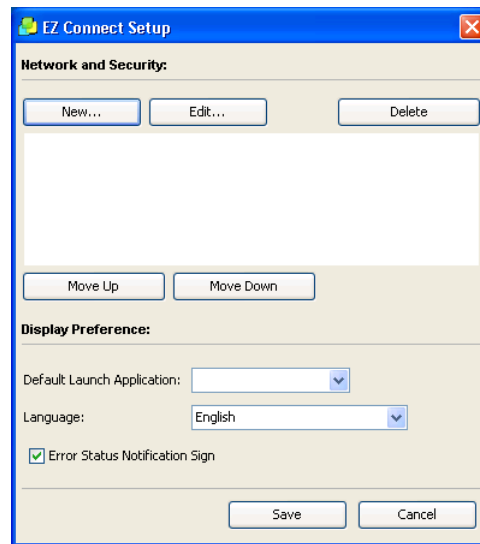 EZ Connect Setup
Network and Security:
New... Edit... Delete
Move Up Move Down
Display Preference:
Default Launch Application:
Language: English
Error Status Notification Sign
Save Cancel